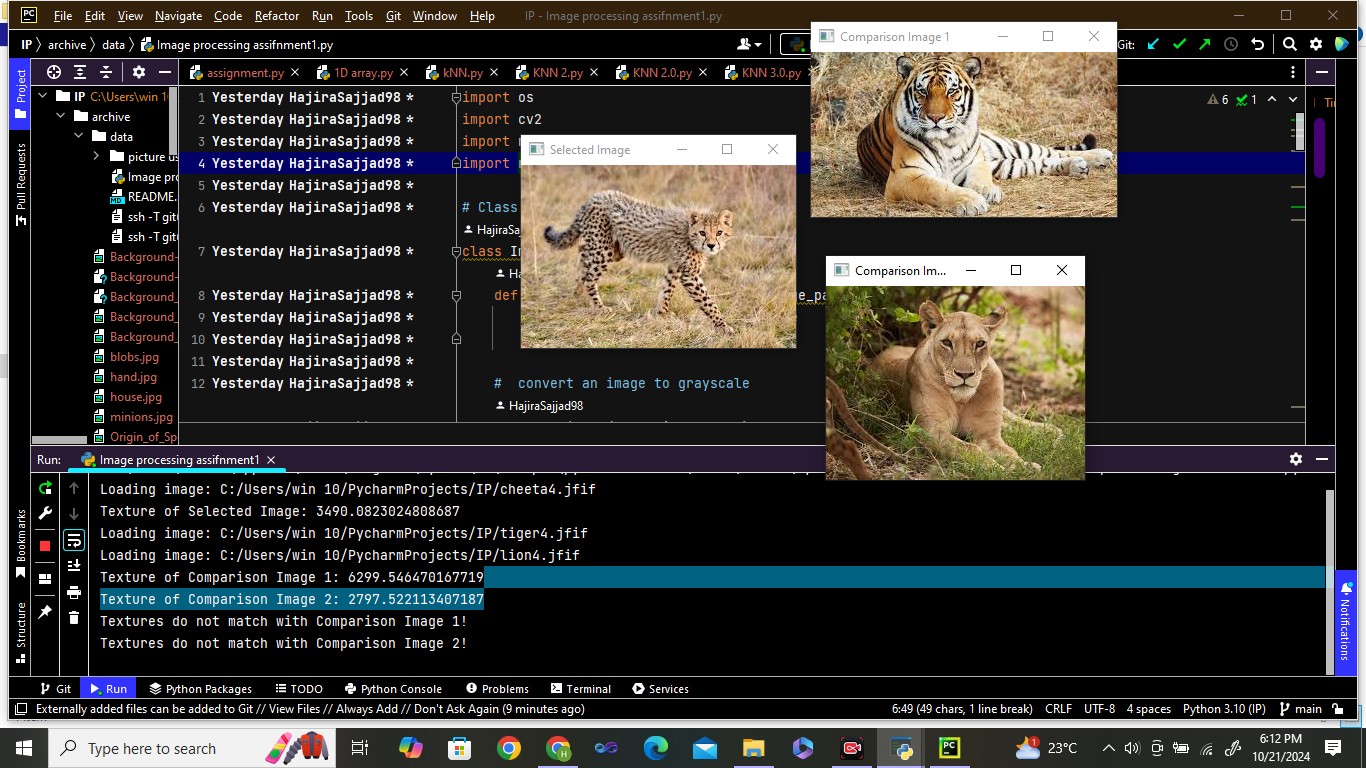 PC File Edit View Navigate Code Refactor Run Tools Git Window Help IP - Image processing assifnment1.py
IP archive data Image processing assifnment1.py Git:
assignment.py 1D array.py kNN.py KNN 2.py KNN 2.0.py KNN 3.0.py
Comparison Image 1
Selected Image
Comparison Im...
Project
Pull Requests
Bookmarks
Structure
Notifications
IP C:\Users\win 10
archive
data
picture us
Image pro
README.
ssh -T git
ssh -T git
Background-
Background-
Background_
Background_
Background_
blobs.jpg
hand.jpg
house.jpg
minions.jpg
Origin_of_Sp
6 1
1 Yesterday HajiraSajjad98 * import os
2 Yesterday HajiraSajjad98 * import cv2
3 Yesterday HajiraSajjad98 * import
4 Yesterday HajiraSajjad98 * import
5 Yesterday HajiraSajjad98 *
6 Yesterday HajiraSajjad98 * # Class
HajiraSa
7 Yesterday HajiraSajjad98 * class Im
Ha
8 Yesterday HajiraSajjad98 * def e_pa
9 Yesterday HajiraSajjad98 *
10 Yesterday HajiraSajjad98 *
11 Yesterday HajiraSajjad98 *
12 Yesterday HajiraSajjad98 * # convert an image to grayscale
HajiraSajjad98
Run: Image processing assifnment1
Loading image: C:/Users/win 10/PycharmProjects/IP/cheeta4.jfif
Texture of Selected Image: 3490.0823024808687
Loading image: C:/Users/win 10/PycharmProjects/IP/tiger4.jfif
Loading image: C:/Users/win 10/PycharmProjects/IP/lion4.jfif
Texture of Comparison Image 1: 6299.546470167719
Texture of Comparison Image 2: 2797.522113407187
Textures do not match with Comparison Image 1!
Textures do not match with Comparison Image 2!
Git Run Python Packages TODO Python Console Problems Terminal Services
Externally added files can be added to Git // View Files // Always Add // Don't Ask Again (9 minutes ago) 6:49 (49 chars, 1 line break) CRLF UTF-8 4 spaces Python 3.10 (IP) main
Type here to search 23°C 6:12 PM
10/21/2024